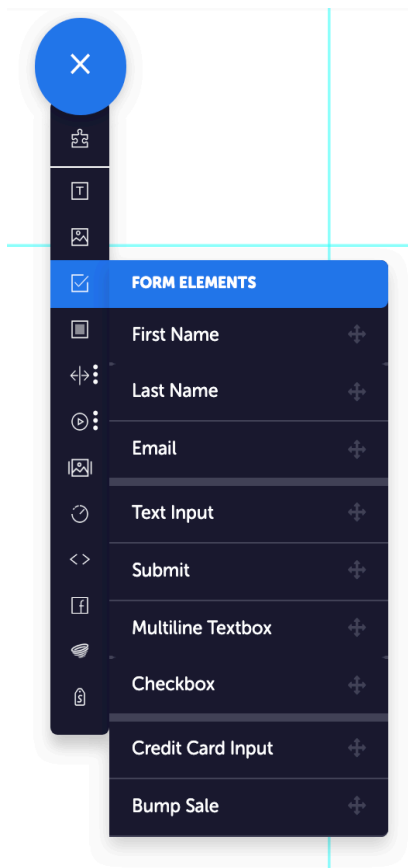 FORM ELEMENTS
First Name
Last Name
Email
Text Input
Submit
Multiline Textbox
Checkbox
Credit Card Input
Bump Sale